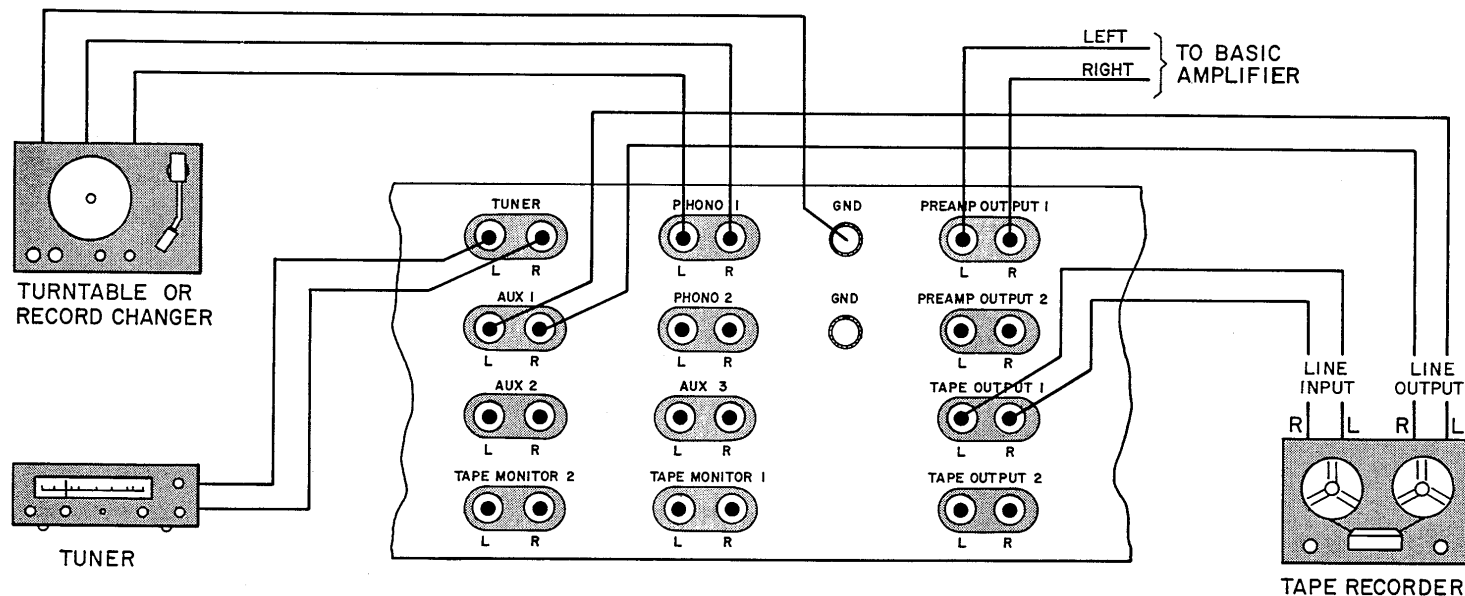 LEFT
RIGHT
TO BASIC
AMPLIFIER
TURNTABLE OR
RECORD CHANGER
TUNER
PHONO 1
GND
PREAMP OUTPUT 1
L R
L R
L R
AUX 1
PHONO 2
GND
PREAMP OUTPUT 2
L R
L R
L R
AUX 2
AUX 3
TAPE OUTPUT 1
L R
L R
L R
TAPE MONITOR 2
TAPE MONITOR 1
TAPE OUTPUT 2
L R
L R
L R
LINE
INPUT
LINE
OUTPUT
R L R L
TUNER
TAPE RECORDER